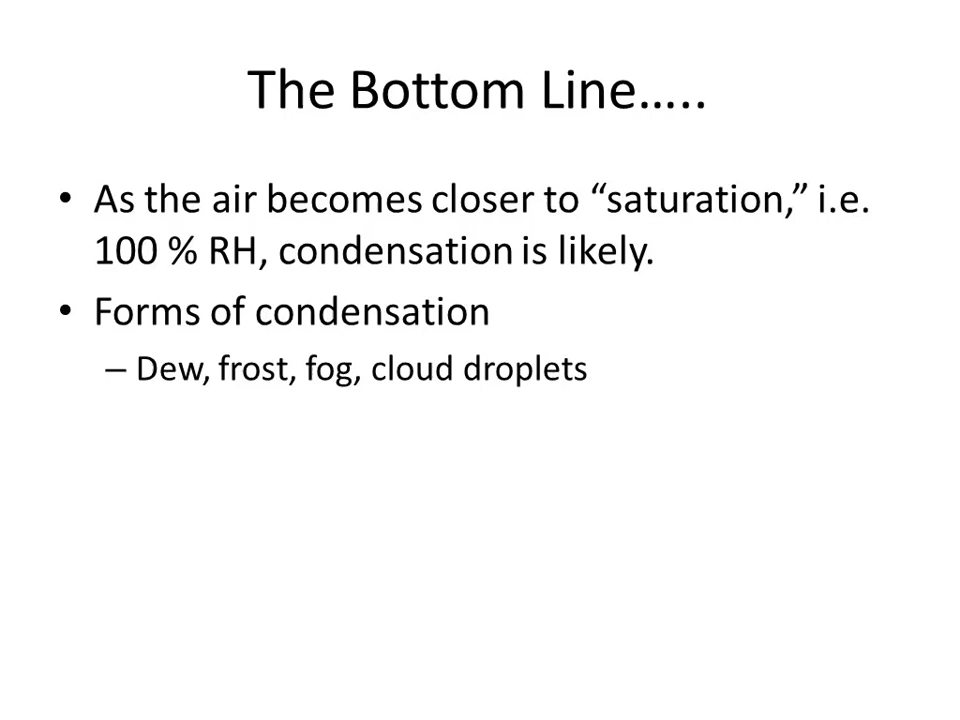 The Bottom Line…..
• As the air becomes closer to “saturation,” i.e.
100 % RH, condensation is likely.
• Forms of condensation
– Dew, frost, fog, cloud droplets